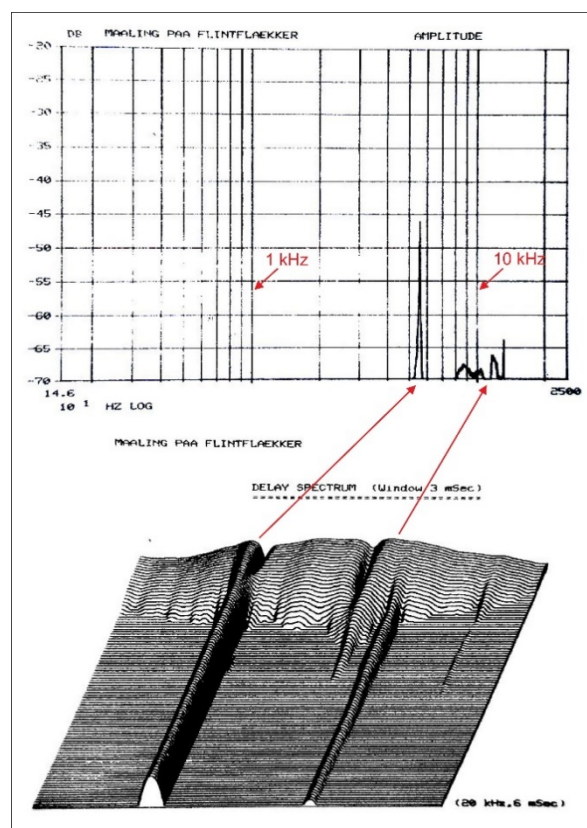 DB MAALING PAA FLINTFLAEKKER AMPLITUDE
-20
-25
-30
-35
-40
-45
-50
-55
-60
-65
-70
1 kHz
10 kHz
14.6 2500
10 1 HZ LOG
MAALING PAA FLINTFLAEKKER
DELAY SPECTRUM (Window 3 mSec)
(20 kHz,6 mSec)